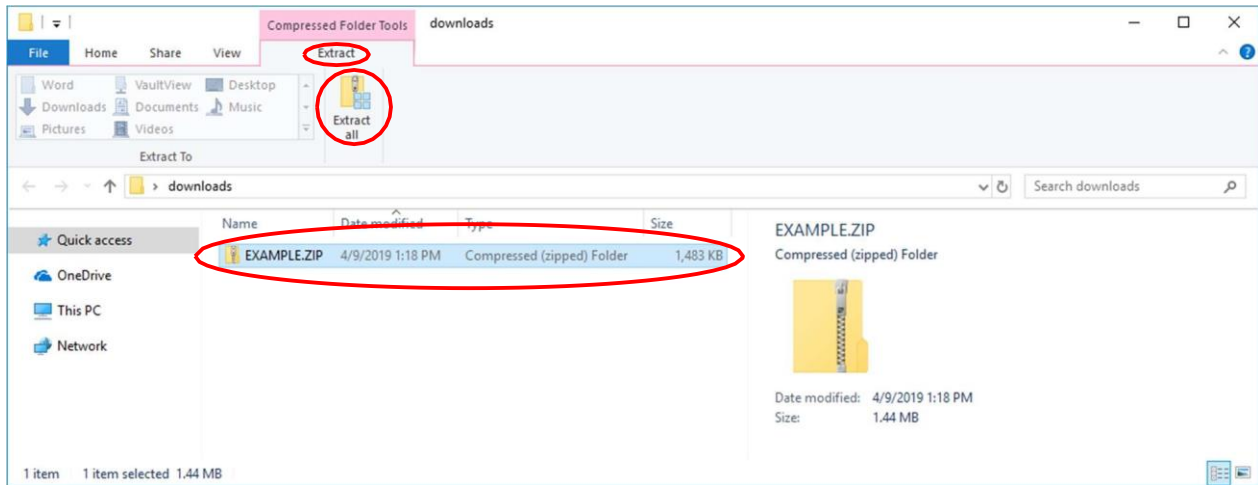 Compressed Folder Tools downloads
File Home Share View Extract
Word VaultView Desktop
Downloads Documents Music
Pictures Videos
Extract To
Extract
all
downloads
Search downloads
Quick access
OneDrive
This PC
Network
Name Date modified Type Size
EXAMPLE.ZIP 4/9/2019 1:18 PM Compressed (zipped) Folder 1,483 KB
EXAMPLE.ZIP
Compressed (zipped) Folder
Date modified: 4/9/2019 1:18 PM
Size: 1.44 MB
1 item 1 item selected 1.44 MB